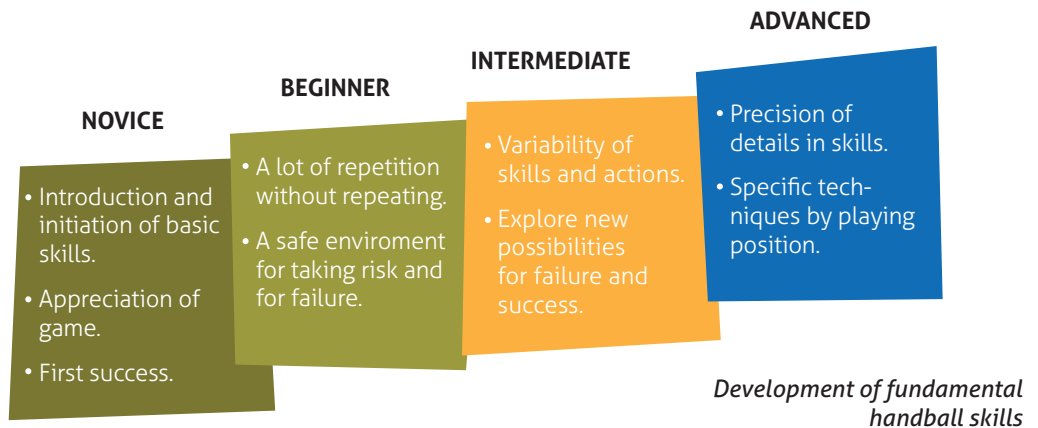 NOVICE
• Introduction and
initiation of basic
skills.
• Appreciation of
game.
• First success.
BEGINNER
• A lot of repetition
without repeating.
• A safe enviroment
for taking risk and
for failure.
INTERMEDIATE
• Variability of
skills and actions.
• Explore new
possibilities
for failure and
success.
ADVANCED
• Precision of
details in skills.
• Specific tech-
niques by playing
position.
Development of fundamental
handball skills